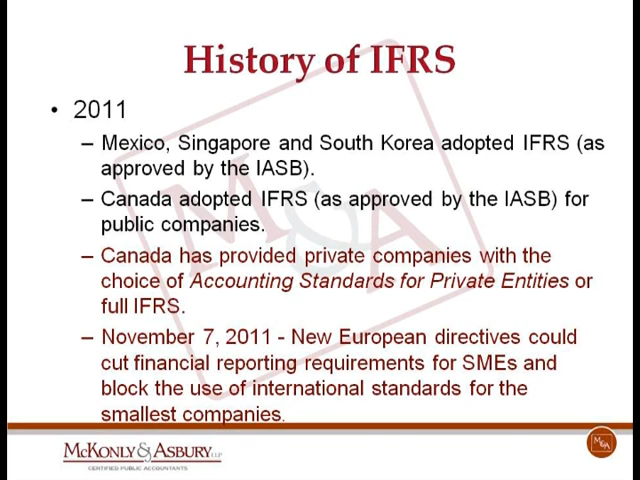 History of IFRS
• 2011
– Mexico, Singapore and South Korea adopted IFRS (as
approved by the IASB).
– Canada adopted IFRS (as approved by the IASB) for
public companies.
– Canada has provided private companies with the
choice of Accounting Standards for Private Entities or
full IFRS.
– November 7, 2011 - New European directives could
cut financial reporting requirements for SMEs and
block the use of international standards for the
smallest companies.
M&A
McKonly & Asbury LLP
CERTIFIED PUBLIC ACCOUNTANTS
M&A